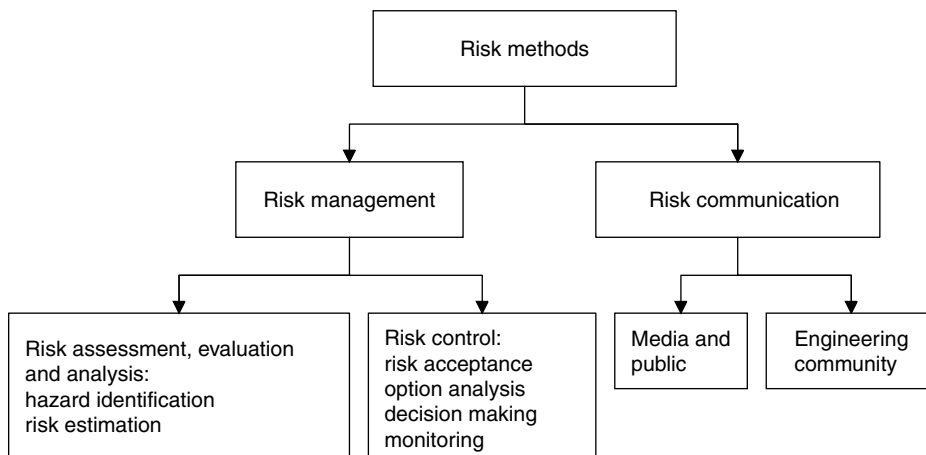 Risk methods
Risk management
Risk communication
Risk assessment, evaluation
and analysis:
hazard identification
risk estimation
Risk control:
risk acceptance
option analysis
decision making
monitoring
Media and
public
Engineering
community